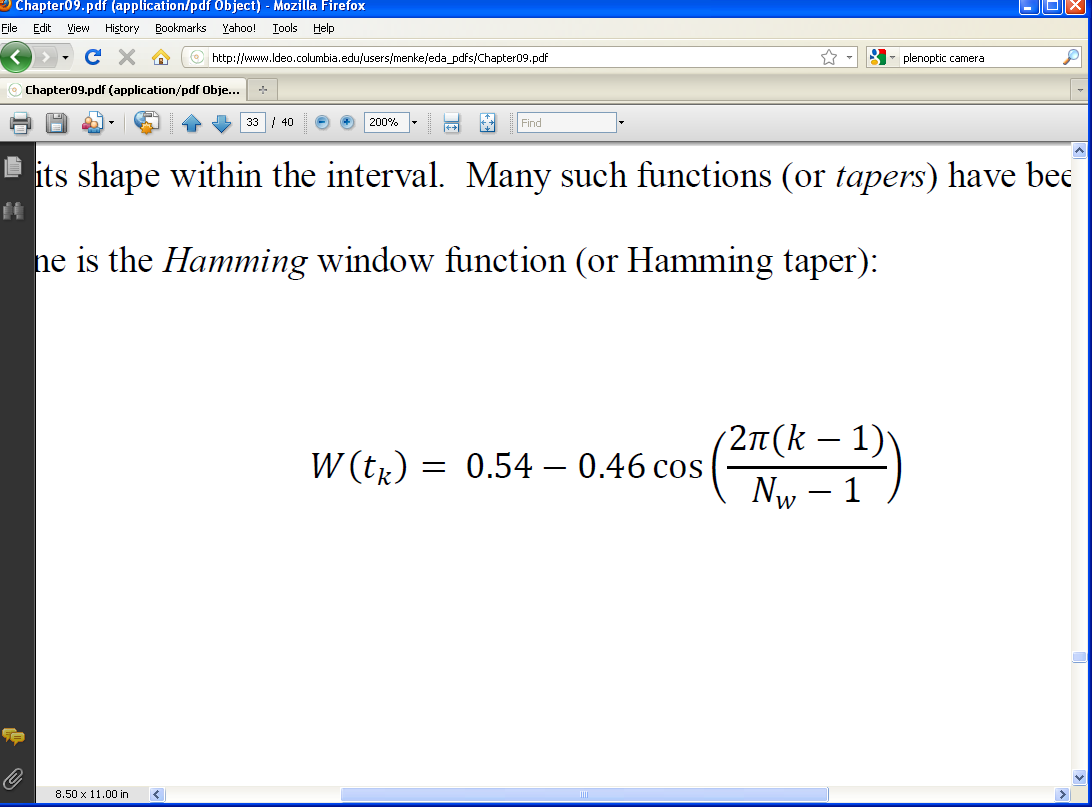 Chapter09.pdf (application/pdf Object) - Mozilla Firefox
File Edit View History Bookmarks Yahoo! Tools Help
http://www.ldeo.columbia.edu/users/menke/eda_pdfs/Chapter09.pdf plenoptic camera
Chapter09.pdf (application/pdf Obje...
33 / 40 200% Find
its shape within the interval. Many such functions (or tapers) have bee
ne is the Hamming window function (or Hamming taper):
W(t_k) = 0.54 − 0.46 cos(2π(k − 1)/(N_w − 1))
8.50 x 11.00 in